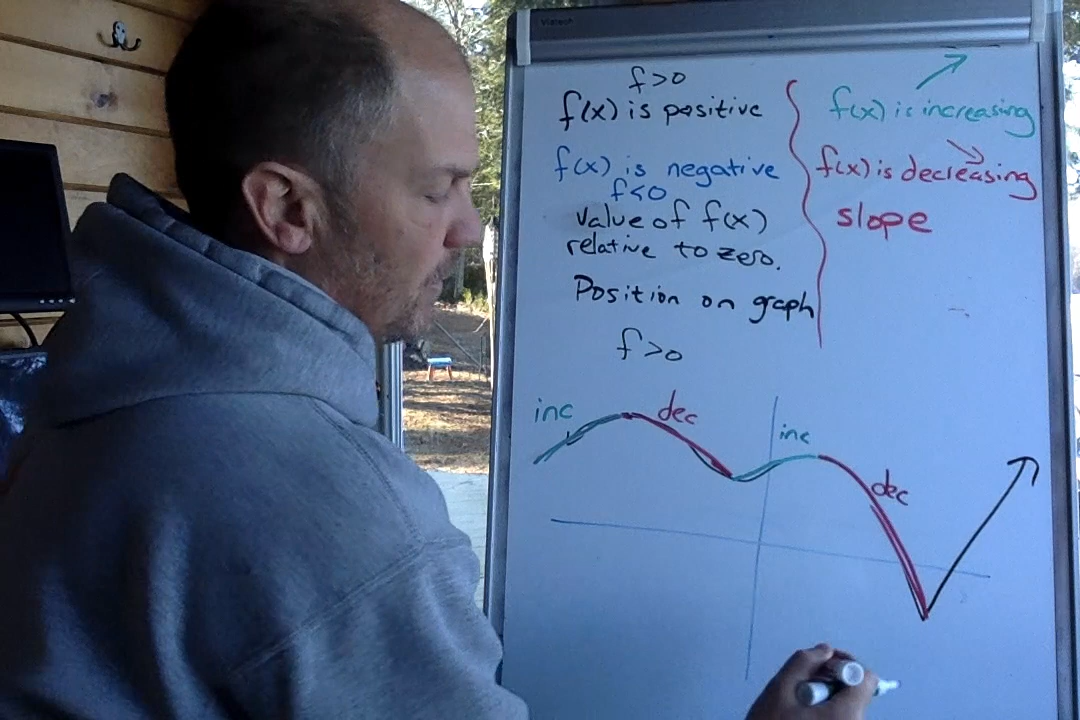 f>0
f(x) is positive
f(x) is negative
f<0
value of f(x)
relative to zero.
Position on graph
f>0
f(x) is increasing
f(x) is decreasing
slope
inc
dec
inc
dec